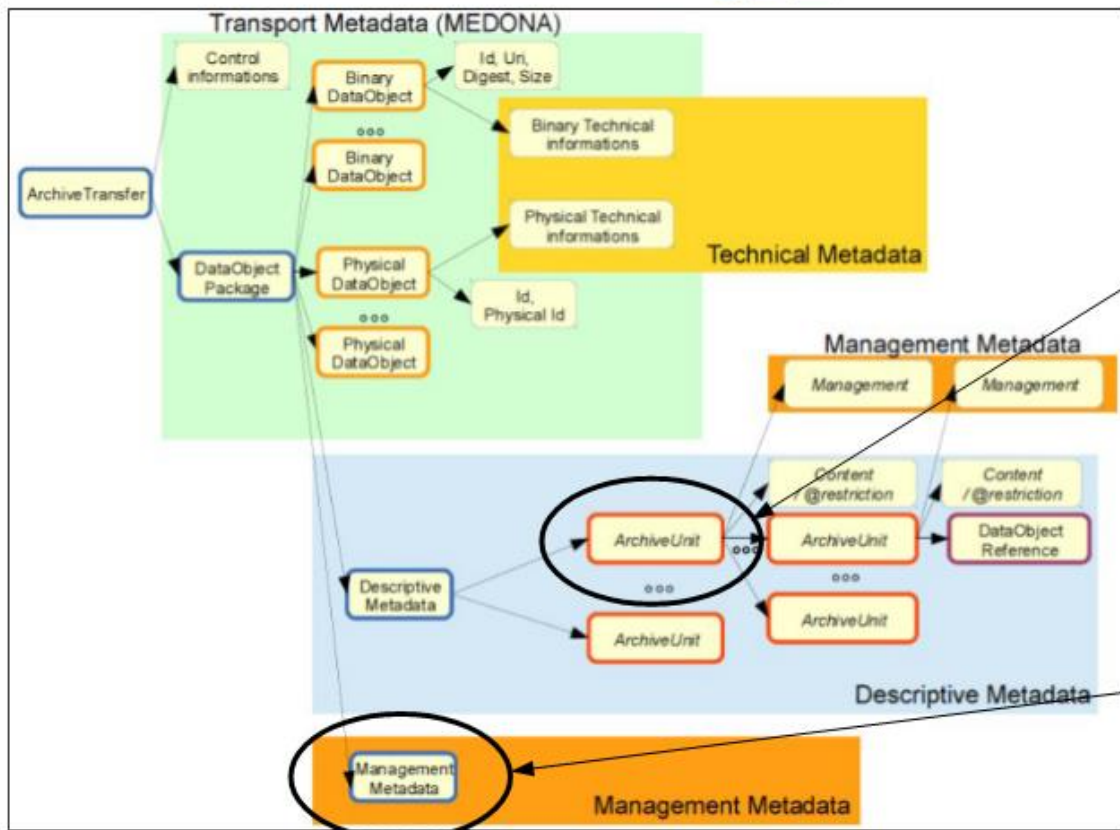 Transport Metadata (MEDONA)
Control
informations
Binary
DataObject
Id, Uri,
Digest, Size
Binary
DataObject
Binary Technical
informations
ArchiveTransfer
Physical Technical
informations
Technical Metadata
DataObject
Package
Physical
DataObject
Id,
Physical Id
Physical
DataObject
Management Metadata
Management
Management
Content
/ @restriction
Content
/ @restriction
ArchiveUnit
ArchiveUnit
DataObject
Reference
Descriptive
Metadata
ArchiveUnit
ArchiveUnit
Descriptive Metadata
Management
Metadata
Management Metadata